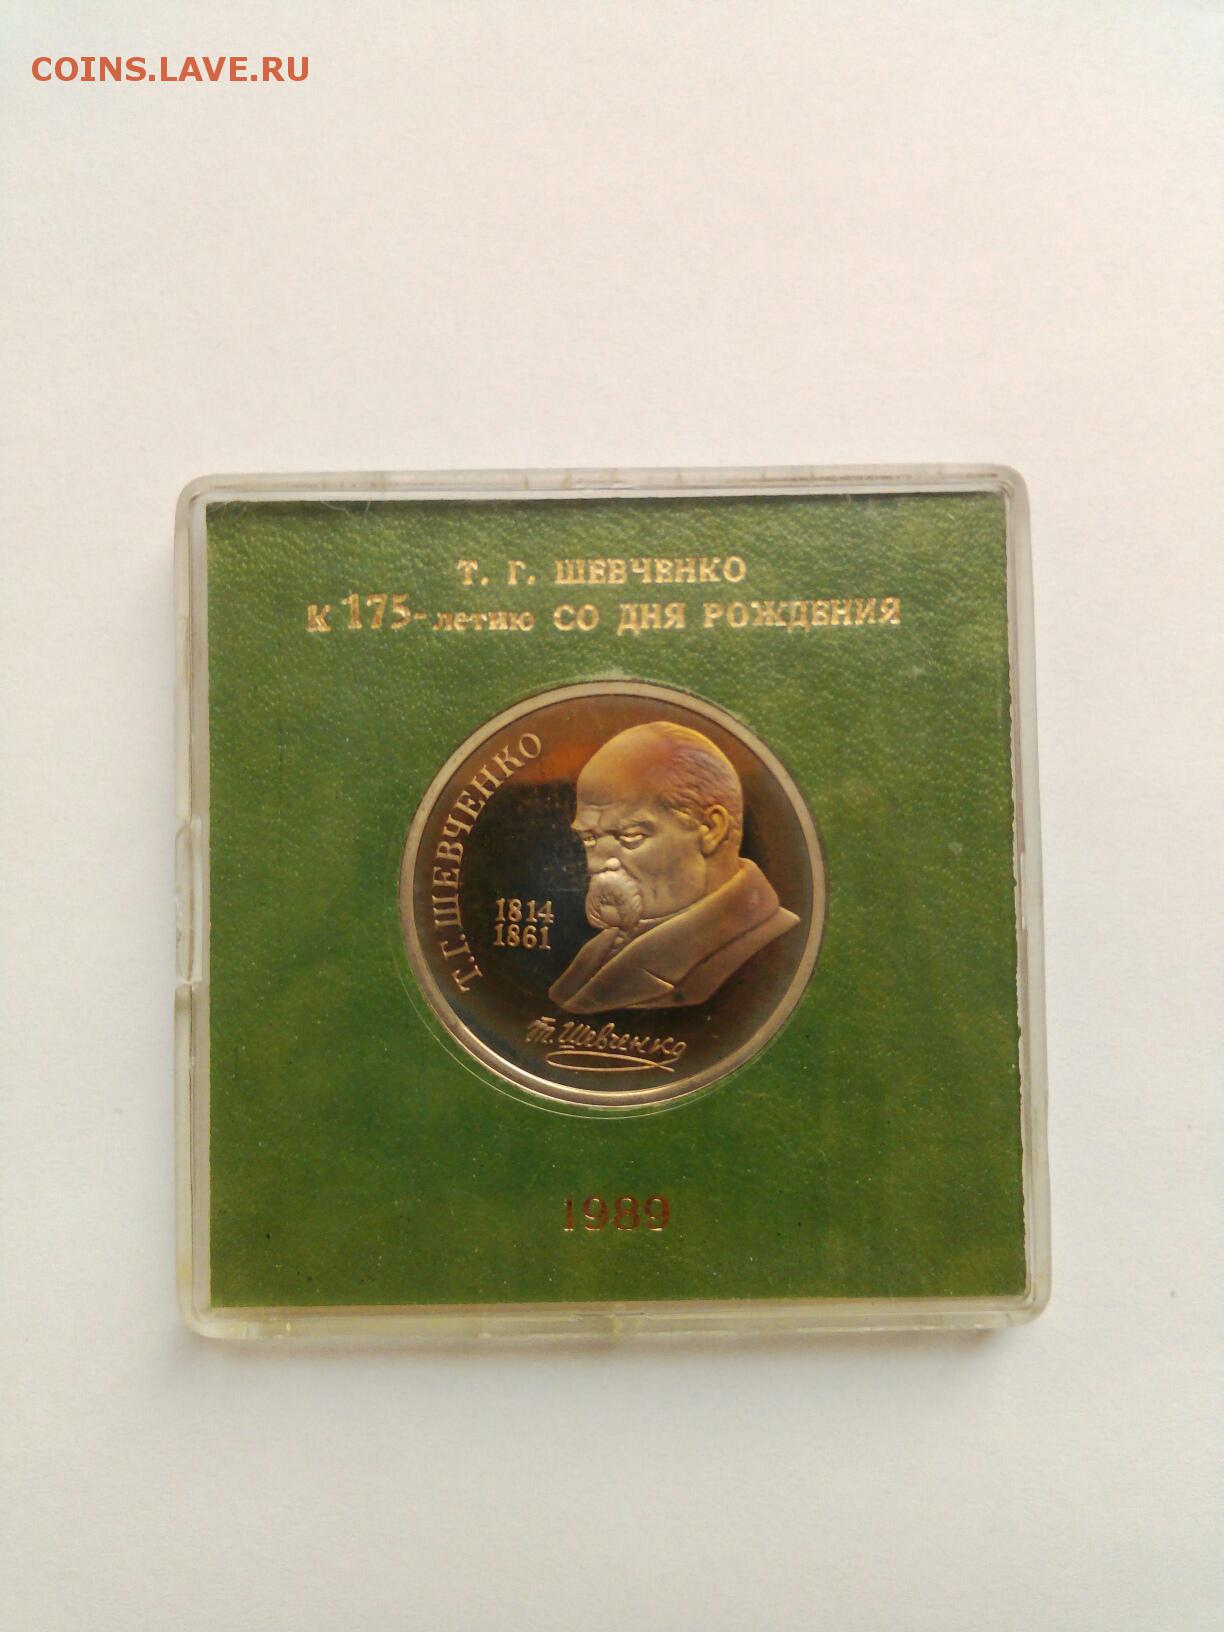 COINS.LAVE.RU
Т. Г. ШЕВЧЕНКО
К 175-летию СО ДНЯ РОЖДЕНИЯ
Т.Г.ШЕВЧЕНКО
1814
1861
Т. Шевченко
1989